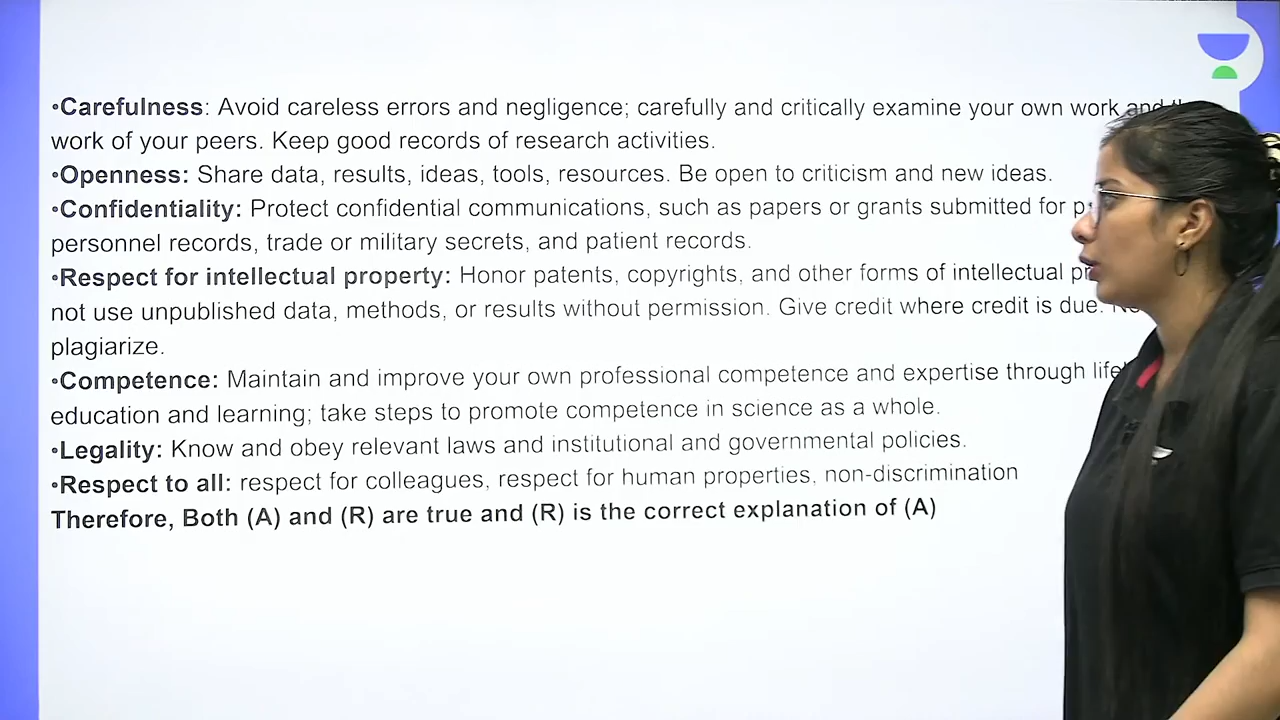 •Carefulness: Avoid careless errors and negligence; carefully and critically examine your own work and
work of your peers. Keep good records of research activities.
•Openness: Share data, results, ideas, tools, resources. Be open to criticism and new ideas.
•Confidentiality: Protect confidential communications, such as papers or grants submitted for
personnel records, trade or military secrets, and patient records.
•Respect for intellectual property: Honor patents, copyrights, and other forms of intellectual
not use unpublished data, methods, or results without permission. Give credit where credit is due.
plagiarize.
•Competence: Maintain and improve your own professional competence and expertise through
education and learning; take steps to promote competence in science as a whole.
•Legality: Know and obey relevant laws and institutional and governmental policies.
•Respect to all: respect for colleagues, respect for human properties, non-discrimination
Therefore, Both (A) and (R) are true and (R) is the correct explanation of (A)